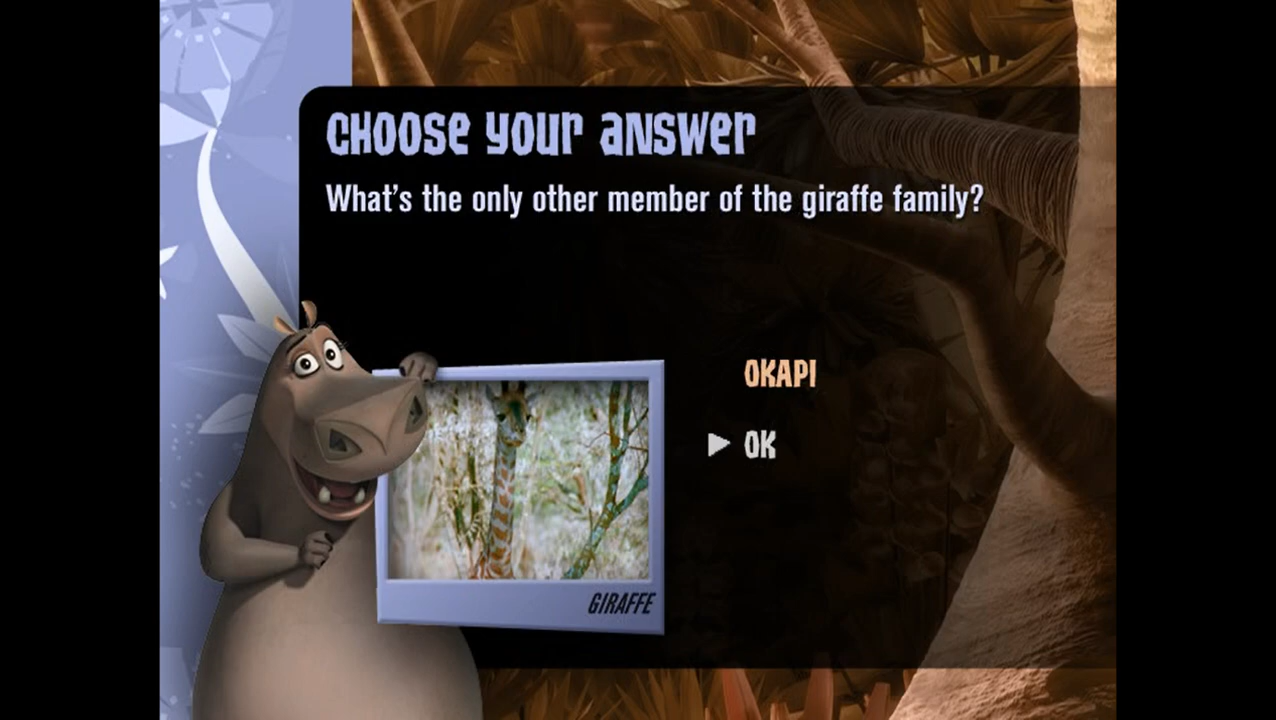 CHOOSE YOUR ANSWER
What's the only other member of the giraffe family?
OKAPI
OK
GIRAFFE